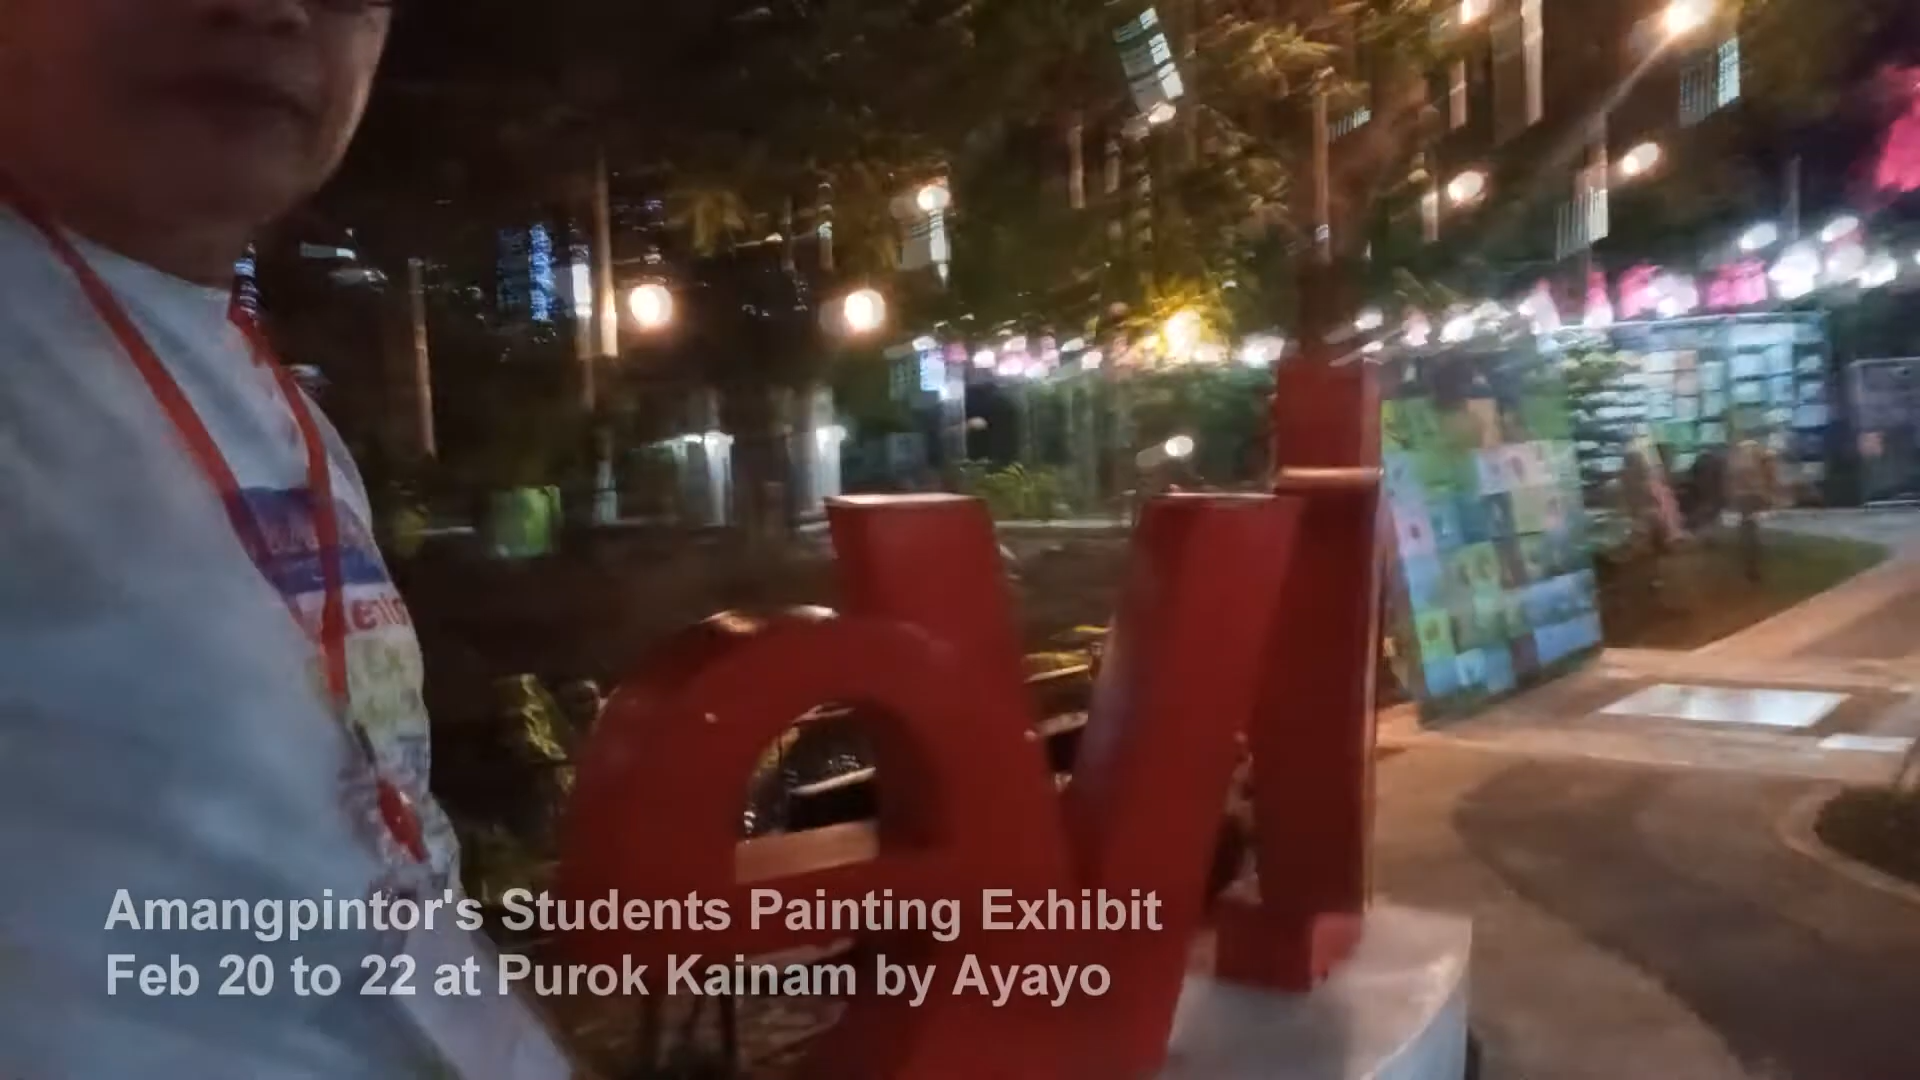 Amangpintor's Students Painting Exhibit
Feb 20 to 22 at Purok Kainam by Ayayo